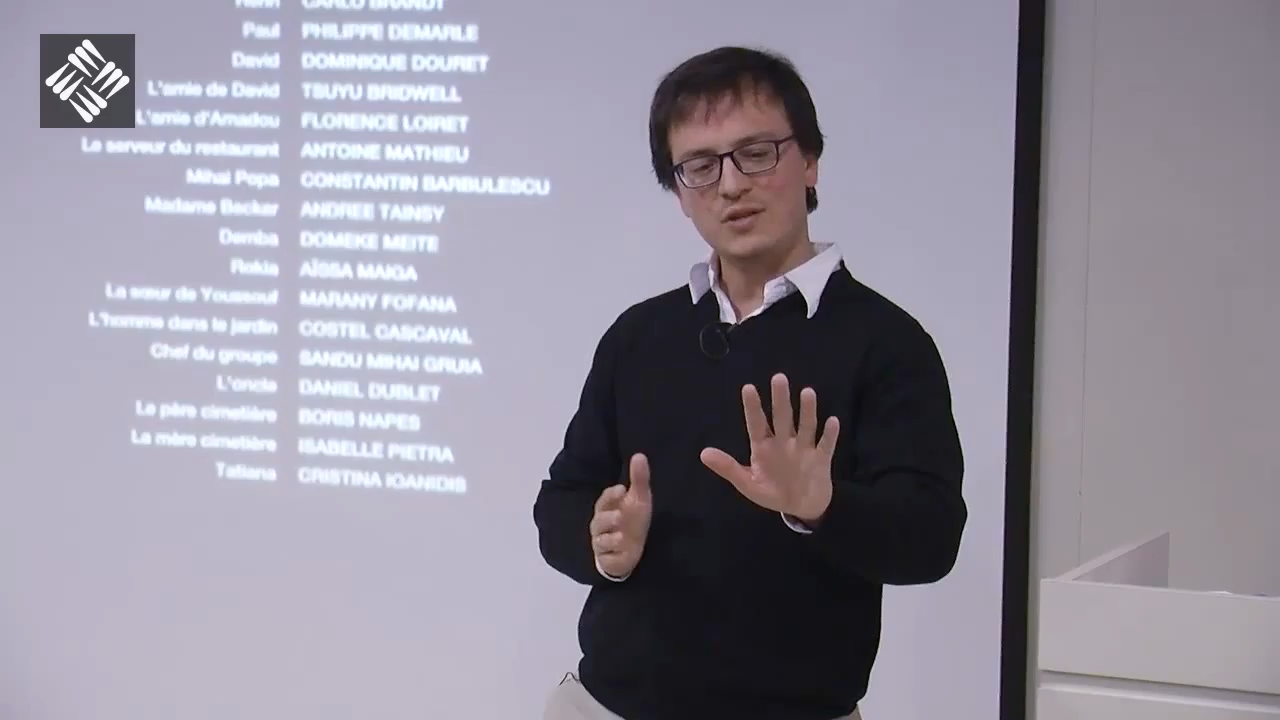 Henri CARLO BRANDT
Paul PHILIPPE DEMARLE
David DOMINIQUE DOURET
L'amie de David TSUYU BRIDWELL
L'amie d'Amadou FLORENCE LOIRET
Le serveur du restaurant ANTOINE MATHIEU
Mihai Popa CONSTANTIN BARBULESCU
Madame Becker ANDREE TAINSY
Demba DOMEKE MEITE
Rokia AÏSSA MAIGA
La sœur de Youssouf MARANY FOFANA
L'homme dans le jardin COSTEL CASCAVAL
Chef du groupe SANDU MIHAI GRUIA
L'oncle DANIEL DUBLET
Le père cimetière BORIS NAPES
La mère cimetière ISABELLE PIETRA
Tatiana CRISTINA IOANIDIS